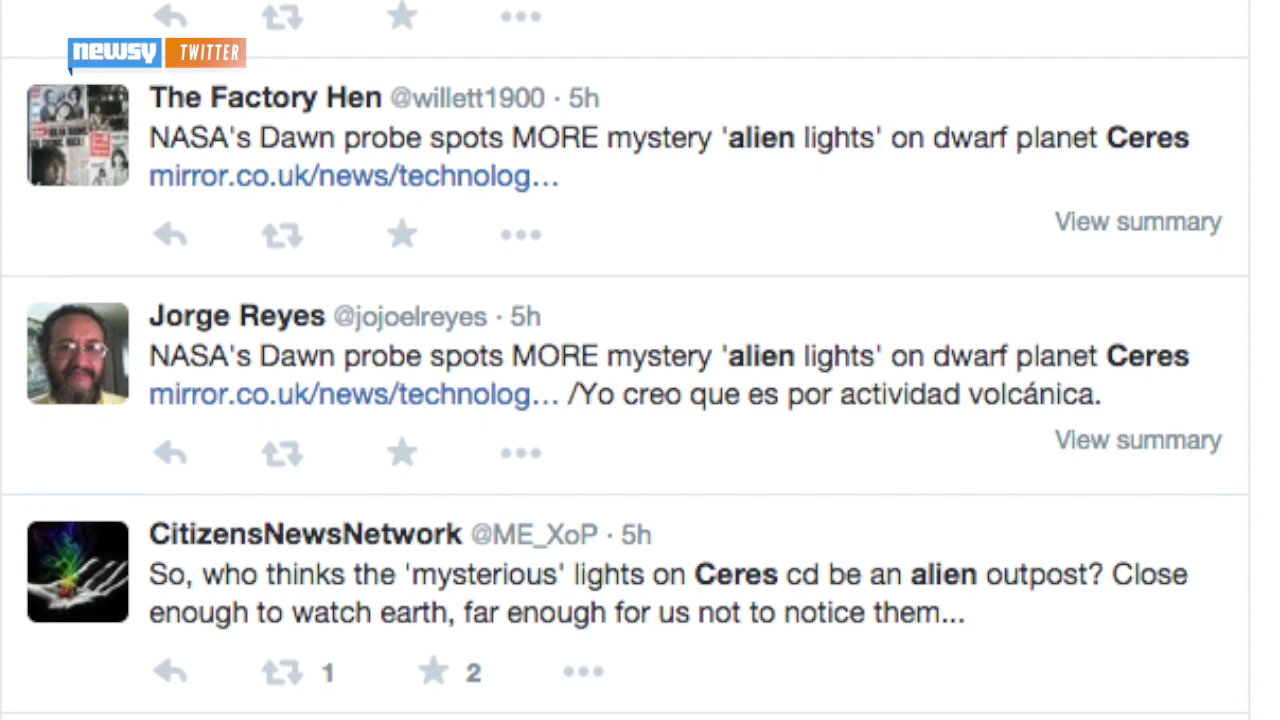 newsy TWITTER
The Factory Hen @willett1900 · 5h
NASA's Dawn probe spots MORE mystery 'alien lights' on dwarf planet Ceres
mirror.co.uk/news/technolog...
View summary
Jorge Reyes @jojoelreyes · 5h
NASA's Dawn probe spots MORE mystery 'alien lights' on dwarf planet Ceres
mirror.co.uk/news/technolog... /Yo creo que es por actividad volcánica.
View summary
CitizensNewsNetwork @ME_XoP · 5h
So, who thinks the 'mysterious' lights on Ceres cd be an alien outpost? Close
enough to watch earth, far enough for us not to notice them...
1 2